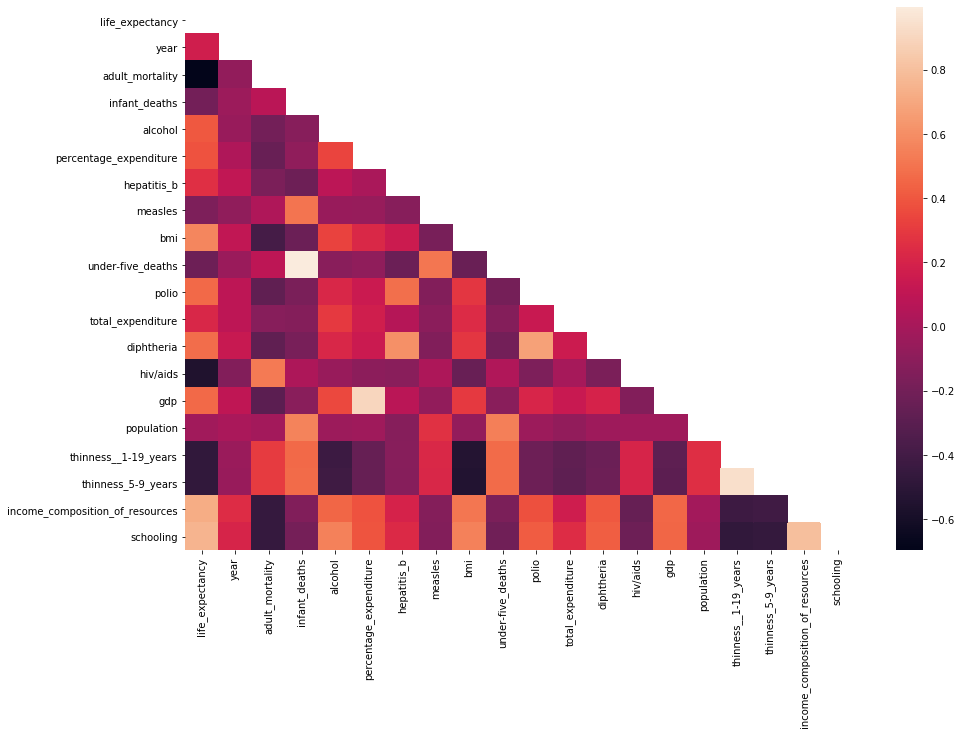 life_expectancy
year
adult_mortality
infant_deaths
alcohol
percentage_expenditure
hepatitis_b
measles
bmi
under-five_deaths
polio
total_expenditure
diphtheria
hiv/aids
gdp
population
thinness__1-19_years
thinness_5-9_years
income_composition_of_resources
schooling
life_expectancy
year
adult_mortality
infant_deaths
alcohol
percentage_expenditure
hepatitis_b
measles
bmi
under-five_deaths
polio
total_expenditure
diphtheria
hiv/aids
gdp
population
thinness__1-19_years
thinness_5-9_years
income_composition_of_resources
schooling
0.8
0.6
0.4
0.2
0.0
−0.2
−0.4
−0.6